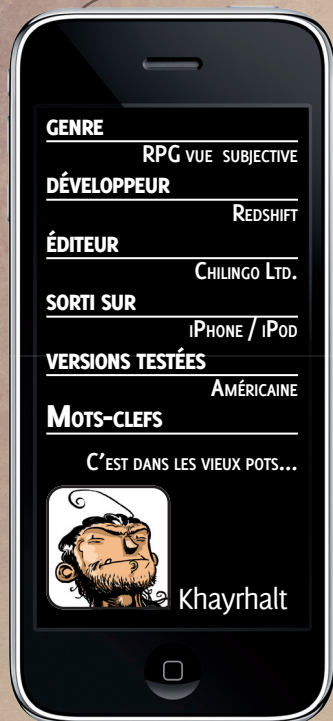 GENRE
RPG VUE SUBJECTIVE
DÉVELOPPEUR
REDSHIFT
ÉDITEUR
CHILINGO LTD.
SORTI SUR
IPHONE / IPOD
VERSIONS TESTÉES
AMÉRICAINE
MOTS-CLEFS
C'EST DANS LES VIEUX POTS...
Khayrhalt